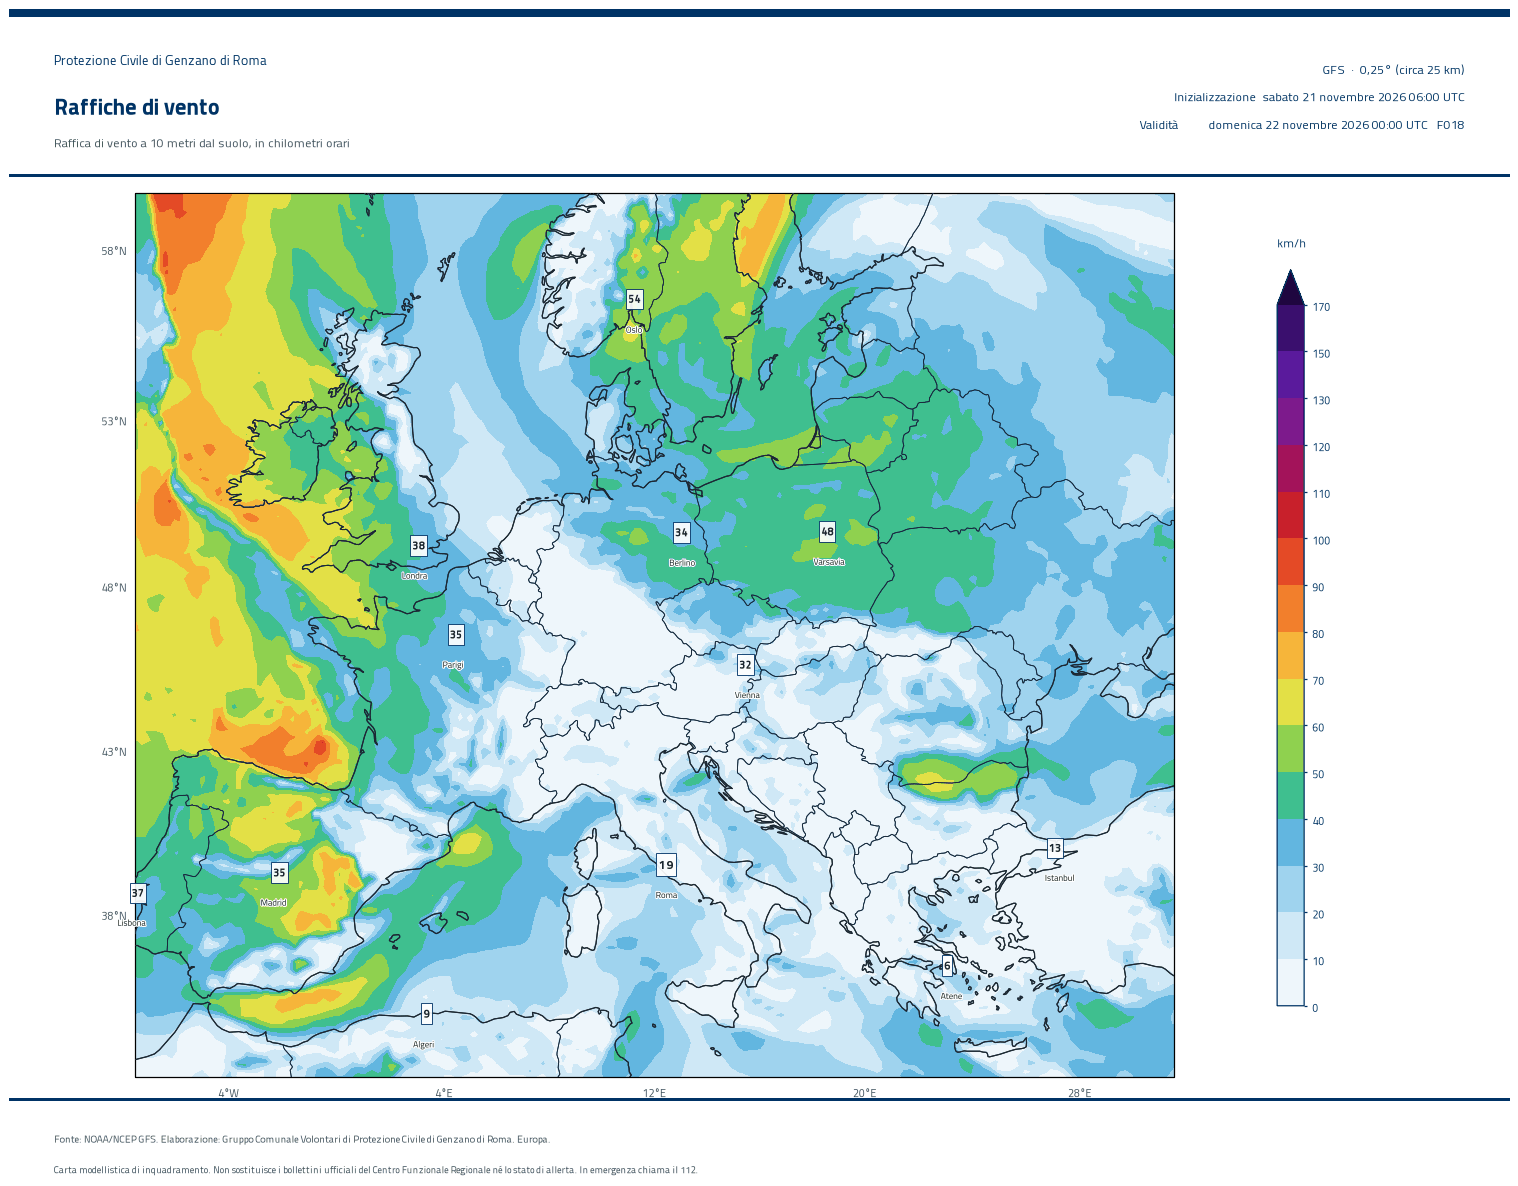 Protezione Civile di Genzano di Roma
Raffiche di vento
Raffica di vento a 10 metri dal suolo, in chilometri orari
GFS · 0,25° (circa 25 km)
Inizializzazione sabato 21 novembre 2026 06:00 UTC
Validità domenica 22 novembre 2026 00:00 UTC F018
58°N
53°N
48°N
43°N
38°N
4°W
4°E
12°E
20°E
28°E
54
Oslo
38
Londra
34
Berlino
48
Varsavia
35
Parigi
32
Vienna
35
Madrid
37
Lisbona
19
Roma
13
Istanbul
6
Atene
9
Algeri
km/h
170
150
130
120
110
100
90
80
70
60
50
40
30
20
10
0
Fonte: NOAA/NCEP GFS. Elaborazione: Gruppo Comunale Volontari di Protezione Civile di Genzano di Roma. Europa.
Carta modellistica di inquadramento. Non sostituisce i bollettini ufficiali del Centro Funzionale Regionale né lo stato di allerta. In emergenza chiama il 112.